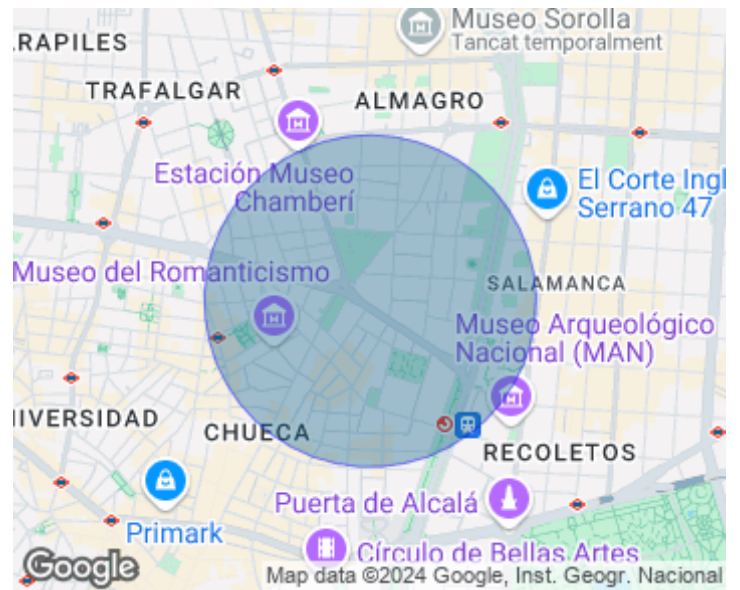 Museo Sorolla
Tancat temporalment
RAPILES
TRAFALGAR
ALMAGRO
Estación Museo
Chamberí
El Corte Ingl
Serrano 47
Museo del Romanticismo
SALAMANCA
Museo Arqueológico
Nacional (MAN)
IVERSIDAD
CHUECA
RECOLETOS
Puerta de Alcalá
Primark
Círculo de Bellas Artes
Google
Map data ©2024 Google, Inst. Geogr. Nacional